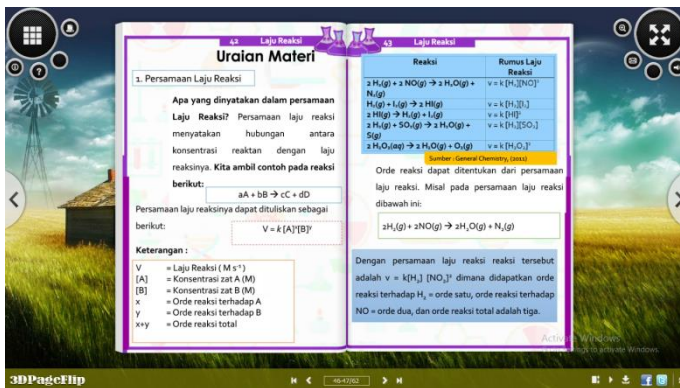 42 Laju Reaksi
Uraian Materi
1. Persamaan Laju Reaksi
Apa yang dinyatakan dalam persamaan
Laju Reaksi? Persamaan laju reaksi
menyatakan hubungan antara
konsentrasi reaktan dengan laju
reaksinya. Kita ambil contoh pada reaksi
berikut:
aA + bB → cC + dD
Persamaan laju reaksinya dapat dituliskan sebagai
berikut:
V = k [A]ˣ[B]ʸ
Keterangan :
V = Laju Reaksi ( M s⁻¹)
[A] = Konsentrasi zat A (M)
[B] = Konsentrasi zat B (M)
x = Orde reaksi terhadap A
y = Orde reaksi terhadap B
x+y = Orde reaksi total
43 Laju Reaksi
Reaksi Rumus Laju
Reaksi
2 H₂(g) + 2 NO(g) → 2 H₂O(g) + v = k [H₂][NO]²
N₂(g)
H₂(g) + I₂(g) → 2 HI(g) v = k [H₂][I₂]
2 HI(g) → H₂(g) + I₂(g) v = k [HI]²
2 H₂(g) + SO₂(g) → 2 H₂O(g) + v = k [H₂][SO₂]
S(g)
2 H₂O₂(aq) → 2 H₂O(g) + O₂(g) v = k [H₂O₂]²
Sumber : General Chemistry, (2011)
Orde reaksi dapat ditentukan dari persamaan
laju reaksi. Misal pada persamaan laju reaksi
dibawah ini:
2H₂(g) + 2NO(g) → 2H₂O(g) + N₂(g)
Dengan persamaan laju reaksi reaksi tersebut
adalah v = k[H₂] [NO₂]² dimana didapatkan orde
reaksi terhadap H₂ = orde satu, orde reaksi terhadap
NO = orde dua, dan orde reaksi total adalah tiga.
Activate Windows
to activate Windows.
3DPageFlip
46-47/62